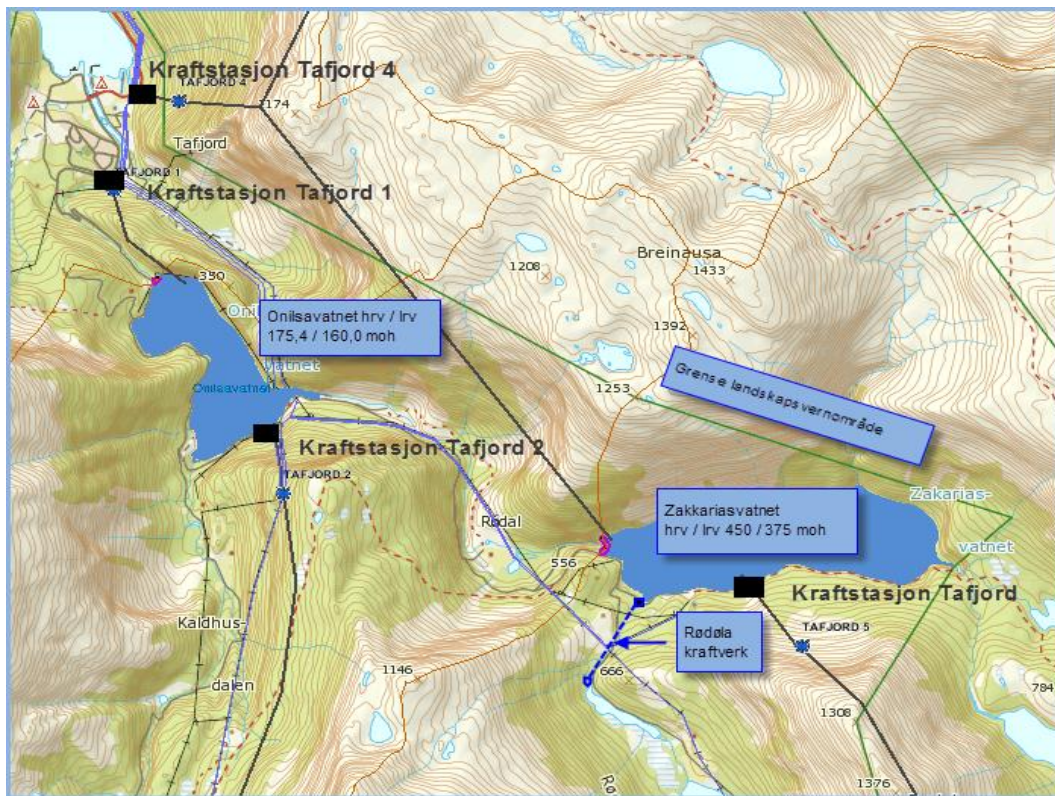 Kraftstasjon Tafjord 4
TAFJORD 4
1174
Tafjord
TAFJORD 1
Kraftstasjon Tafjord 1
Breinausa
1208
1433
350
Onilsavatnet hrv / lrv
175,4 / 160,0 moh
vatnet
1392
Onilsavatnet
1253
Grense landskapsvernområde
Kraftstasjon Tafjord 2
TAFJORD 2
Zakarias-
Zakkariasvatnet
hrv / lrv 450 / 375 moh
Rødal
vatnet
556
Kraftstasjon Tafjord
Kaldhus-
Rødøla
kraftverk
TAFJORD 5
1146
666
dalen
784
1308
1376